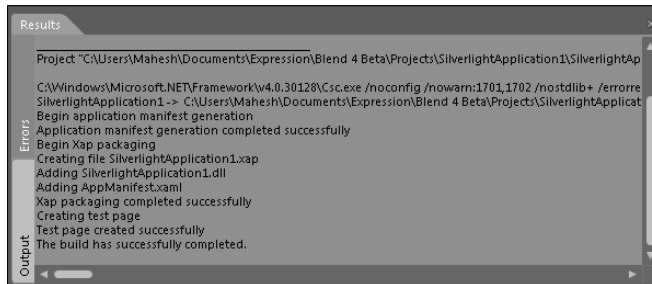 Results
Project "C:\Users\Mahesh\Documents\Expression\Blend 4 Beta\Projects\SilverlightApplication1\SilverlightAp
C:\Windows\Microsoft.NET\Framework\v4.0.30128\Csc.exe /noconfig /nowarn:1701,1702 /nostdlib+ /errorre
SilverlightApplication1 -> C:\Users\Mahesh\Documents\Expression\Blend 4 Beta\Projects\SilverlightApplicat
Begin application manifest generation
Application manifest generation completed successfully
Begin Xap packaging
Creating file SilverlightApplication1.xap
Adding SilverlightApplication1.dll
Adding AppManifest.xaml
Xap packaging completed successfully
Creating test page
Test page created successfully
The build has successfully completed.
Errors
Output